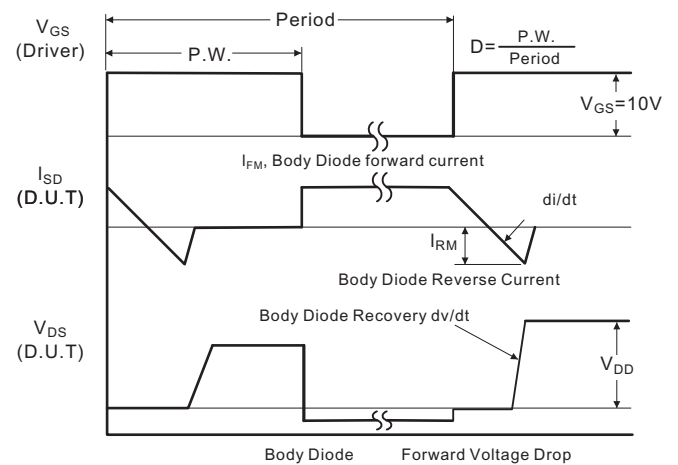 V_GS
(Driver)
Period
P.W.
D= P.W. / Period
V_GS=10V
I_FM, Body Diode forward current
I_SD
(D.U.T)
di/dt
I_RM
Body Diode Reverse Current
Body Diode Recovery dv/dt
V_DS
(D.U.T)
V_DD
Body Diode Forward Voltage Drop